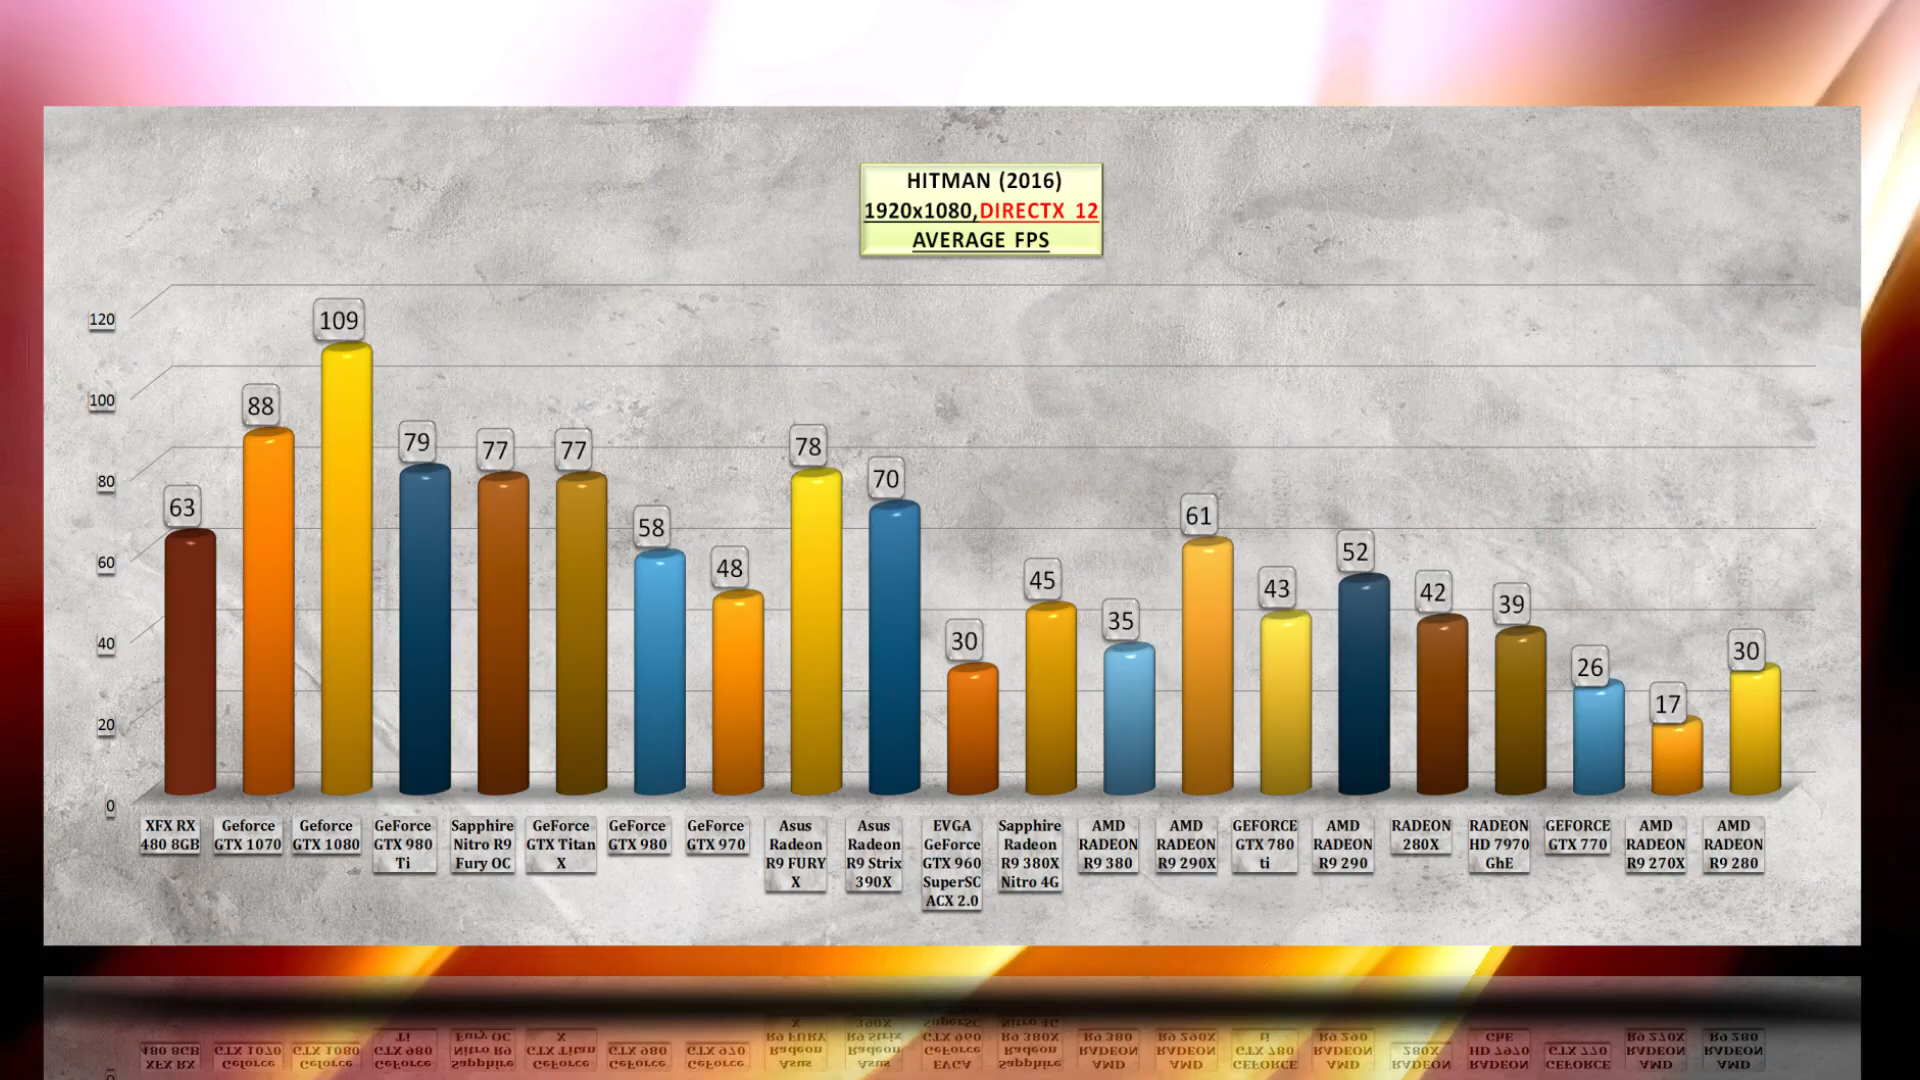 HITMAN (2016)
1920x1080,DIRECTX 12
AVERAGE FPS
120
100
80
60
40
20
0
63
88
109
79
77
77
58
48
78
70
30
45
35
61
43
52
42
39
26
17
30
XFX RX
480 8GB
Geforce
GTX 1070
Geforce
GTX 1080
GeForce
GTX 980
Ti
Sapphire
Nitro R9
Fury OC
GeForce
GTX Titan
X
GeForce
GTX 980
GeForce
GTX 970
Asus
Radeon
R9 FURY
X
Asus
Radeon
R9 Strix
390X
EVGA
GeForce
GTX 960
SuperSC
ACX 2.0
Sapphire
Radeon
R9 380X
Nitro 4G
AMD
RADEON
R9 380
AMD
RADEON
R9 290X
GEFORCE
GTX 780
ti
AMD
RADEON
R9 290
RADEON
280X
RADEON
HD 7970
GhE
GEFORCE
GTX 770
AMD
RADEON
R9 270X
AMD
RADEON
R9 280